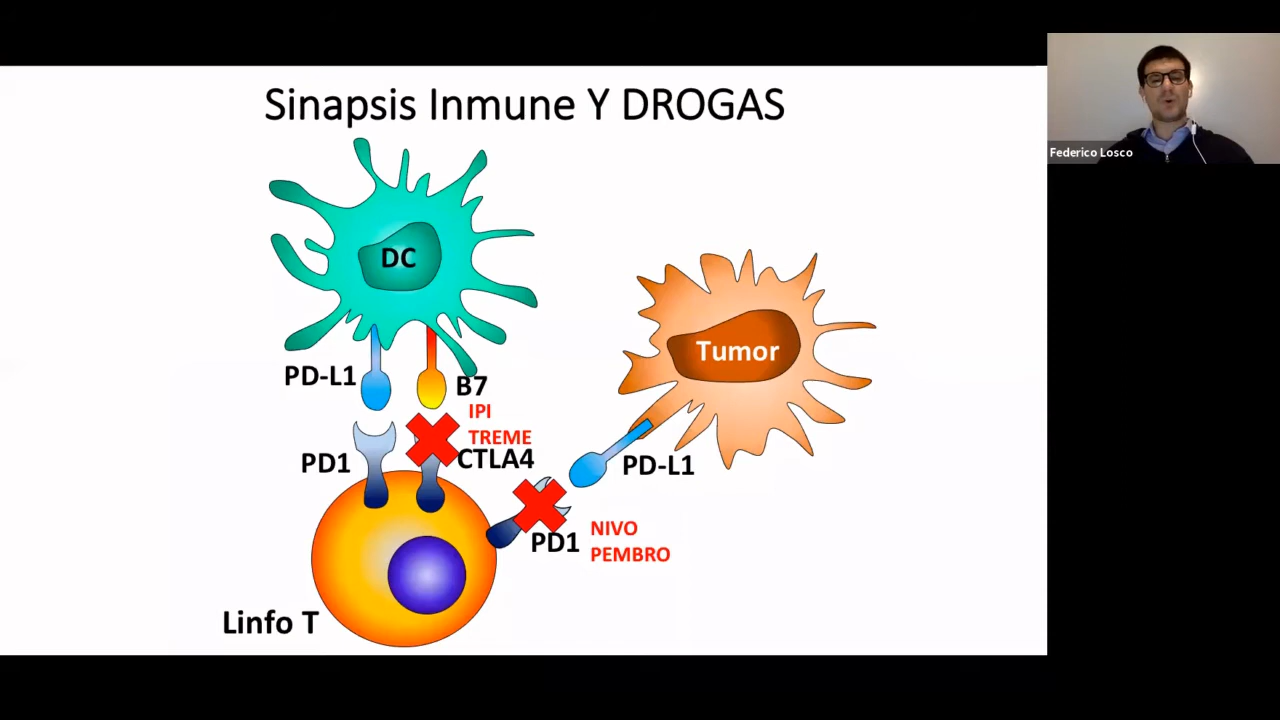 Sinapsis Inmune Y DROGAS
Federico Losco
DC
Tumor
PD-L1
B7
IPI
TREME
PD1
CTLA4
PD-L1
PD1
NIVO
PEMBRO
Linfo T